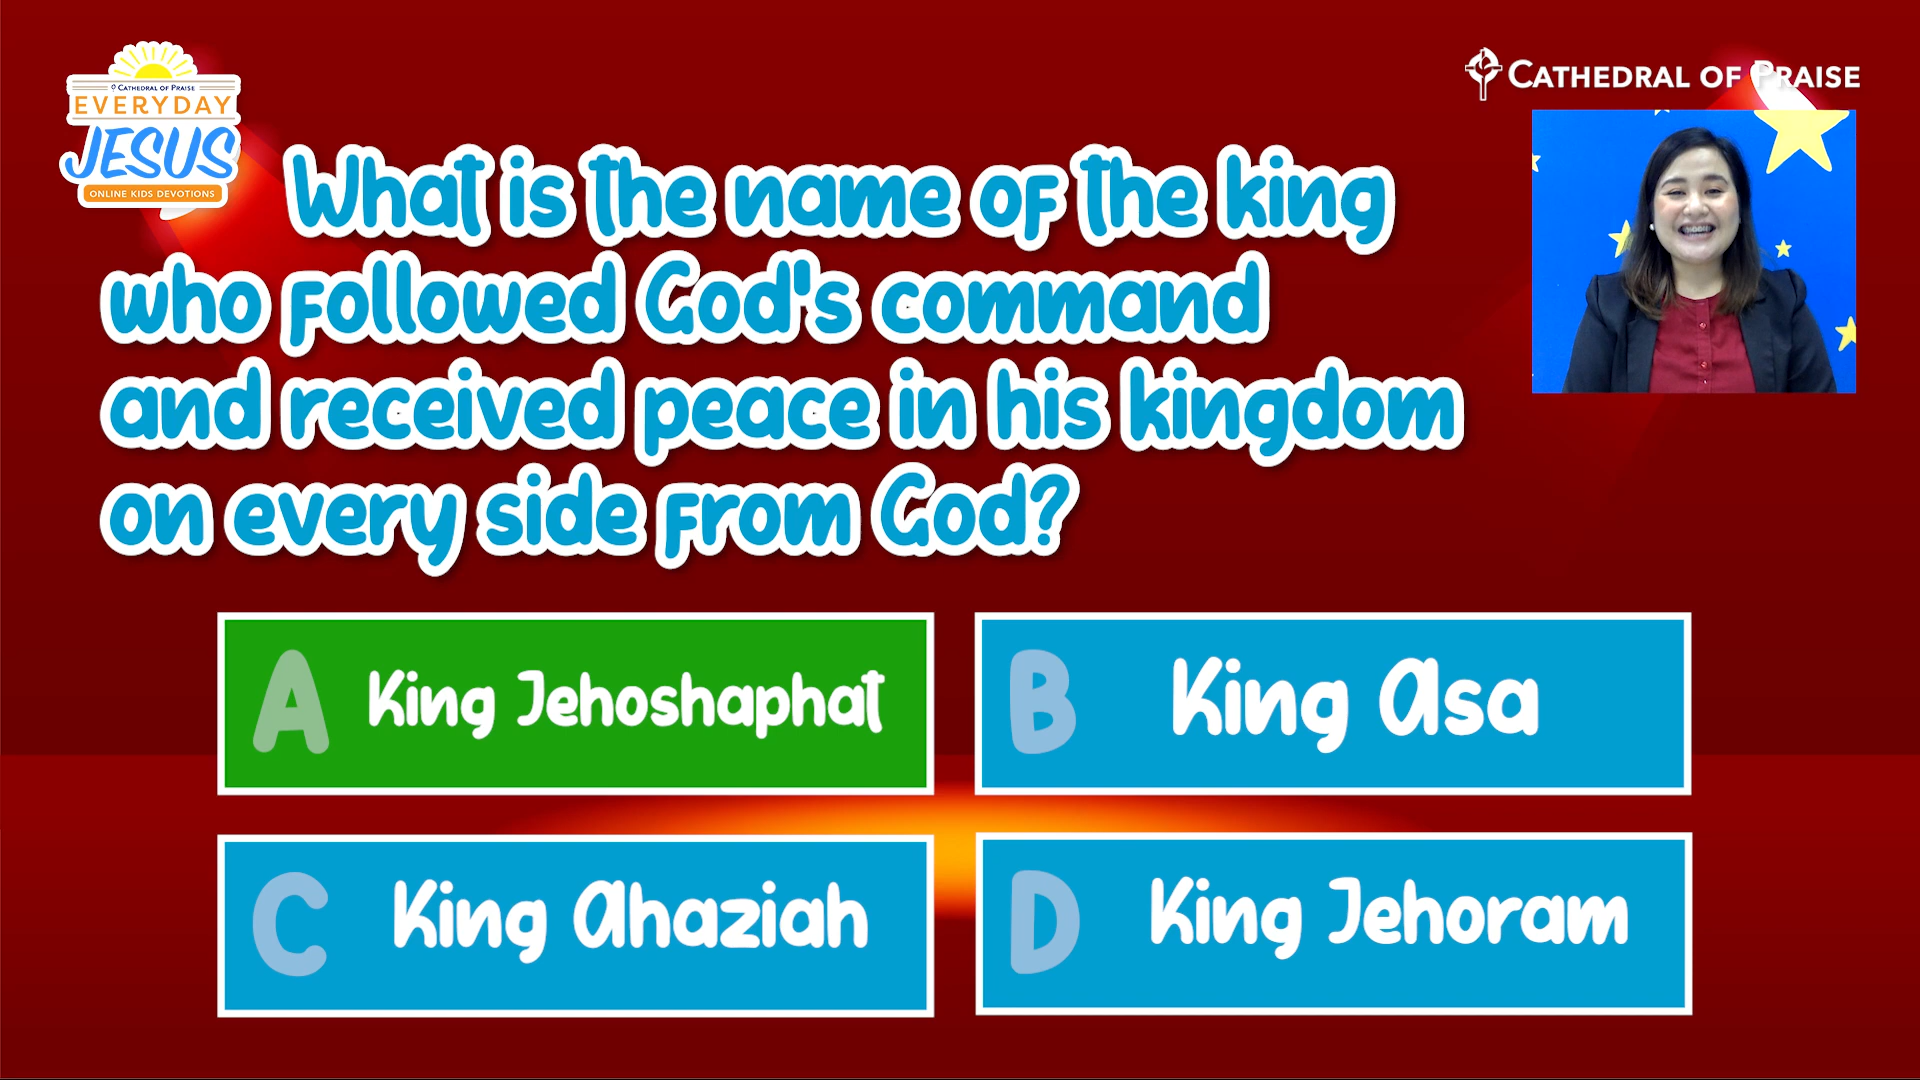 CATHEDRAL OF PRAISE
EVERYDAY
JESUS
ONLINE KIDS DEVOTIONS
CATHEDRAL OF PRAISE
What is the name of the king
who followed God's command
and received peace in his kingdom
on every side from God?
A King Jehoshaphat
B King Asa
C King Ahaziah
D King Jehoram